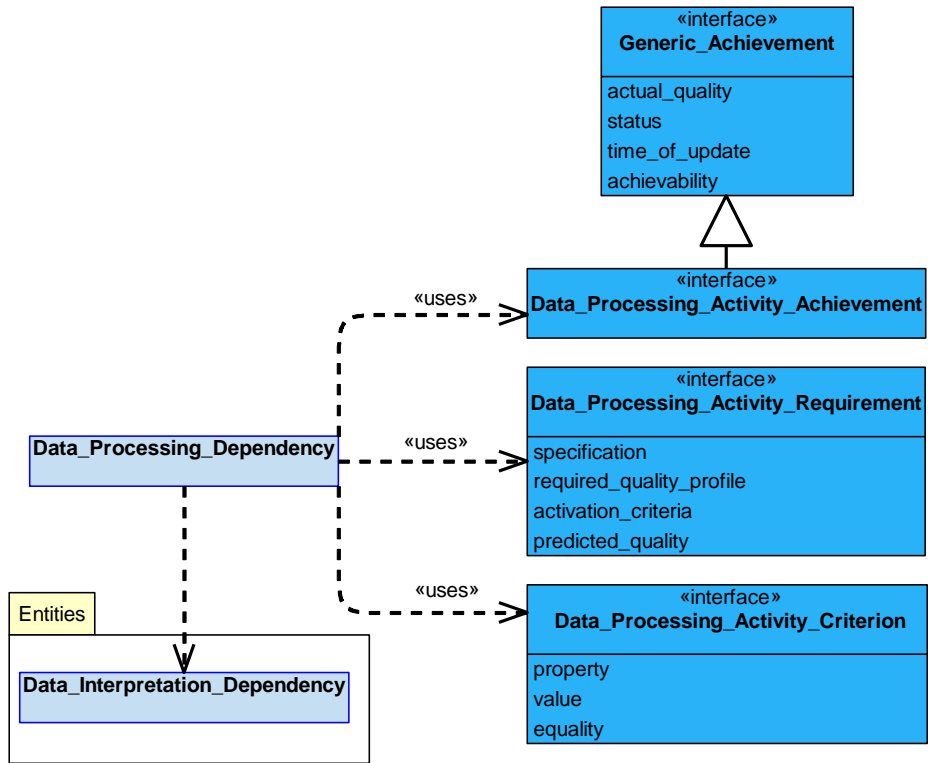 «interface»
Generic_Achievement
actual_quality
status
time_of_update
achievability
«interface»
Data_Processing_Activity_Achievement
«uses»
«interface»
Data_Processing_Activity_Requirement
specification
required_quality_profile
activation_criteria
predicted_quality
«uses»
Data_Processing_Dependency
«uses»
«interface»
Data_Processing_Activity_Criterion
property
value
equality
Entities
Data_Interpretation_Dependency